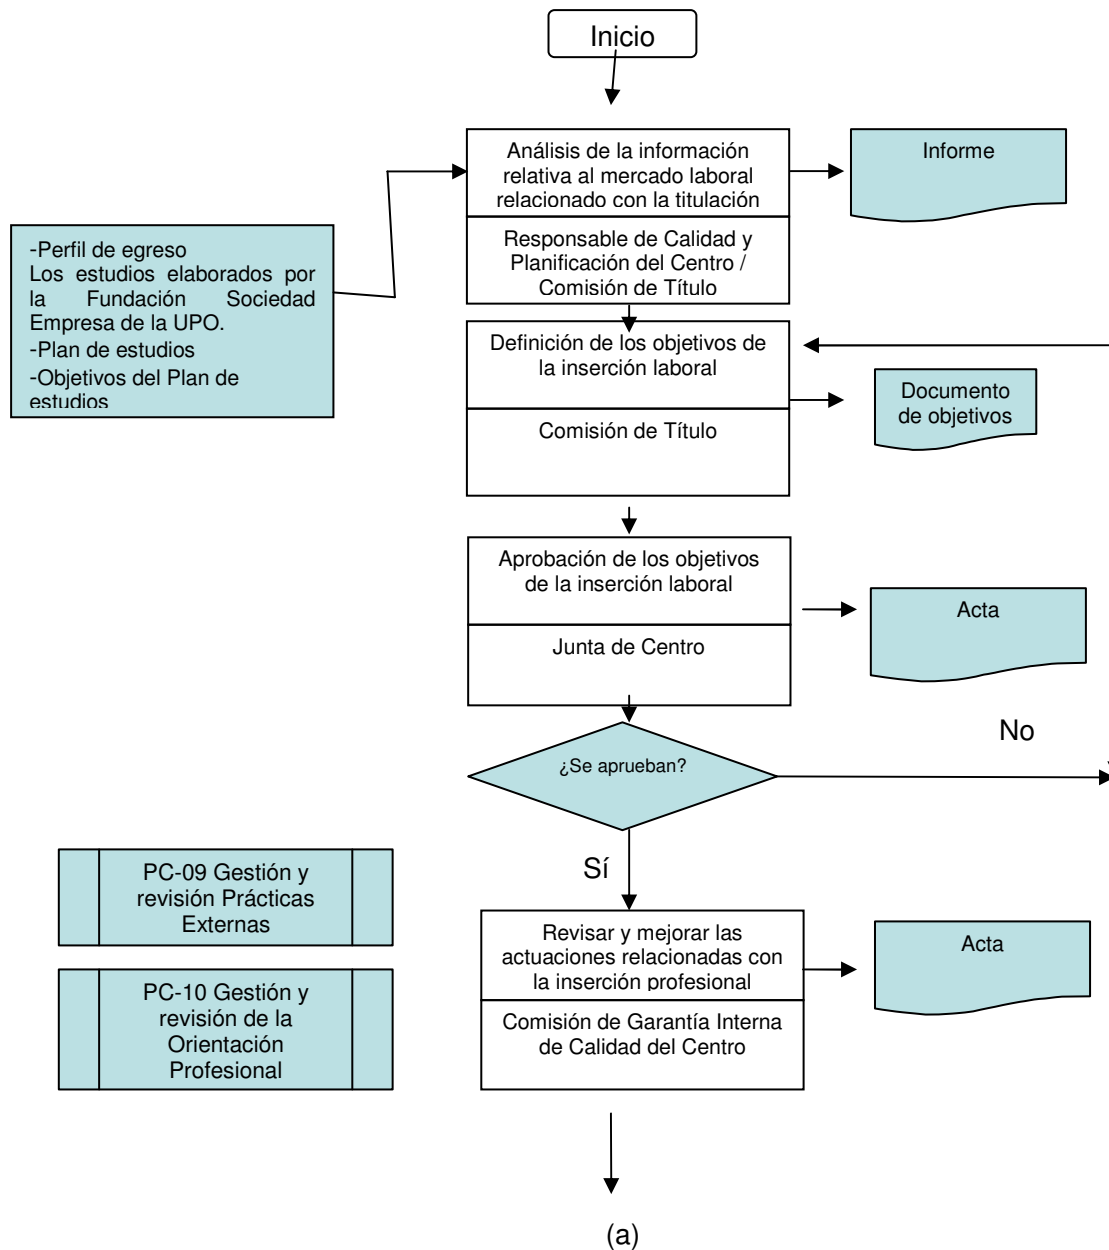 Inicio
Análisis de la información
relativa al mercado laboral
relacionado con la titulación
Responsable de Calidad y
Planificación del Centro /
Comisión de Título
Informe
-Perfil de egreso
Los estudios elaborados por
la Fundación Sociedad
Empresa de la UPO.
-Plan de estudios
-Objetivos del Plan de
estudios
Definición de los objetivos de
la inserción laboral
Comisión de Título
Documento
de objetivos
Aprobación de los objetivos
de la inserción laboral
Junta de Centro
Acta
No
¿Se aprueban?
Sí
PC-09 Gestión y
revisión Prácticas
Externas
PC-10 Gestión y
revisión de la
Orientación
Profesional
Revisar y mejorar las
actuaciones relacionadas con
la inserción profesional
Comisión de Garantía Interna
de Calidad del Centro
Acta
(a)